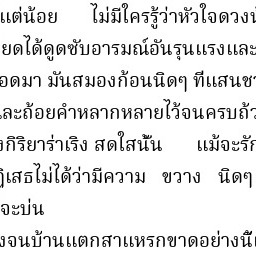 แต่น้อย ไม่มีใครรู้ว่าหัวใจดวงน
ยดได้ดูดซับอารมณ์อันรุนแรงและ
อดมา มันสมองก้อนนิดๆ ที่แสนซ
และถ้อยคำหลากหลายไว้จนครบถ้ว
งกิริยาร่าเริง สดใสนั้น แม้จะรัก
ฏิเสธไม่ได้ว่ามีความ ขวาง นิดๆ
จะบ่น
งจนบ้านแตกสาแหรกขาดอย่างนี้เ